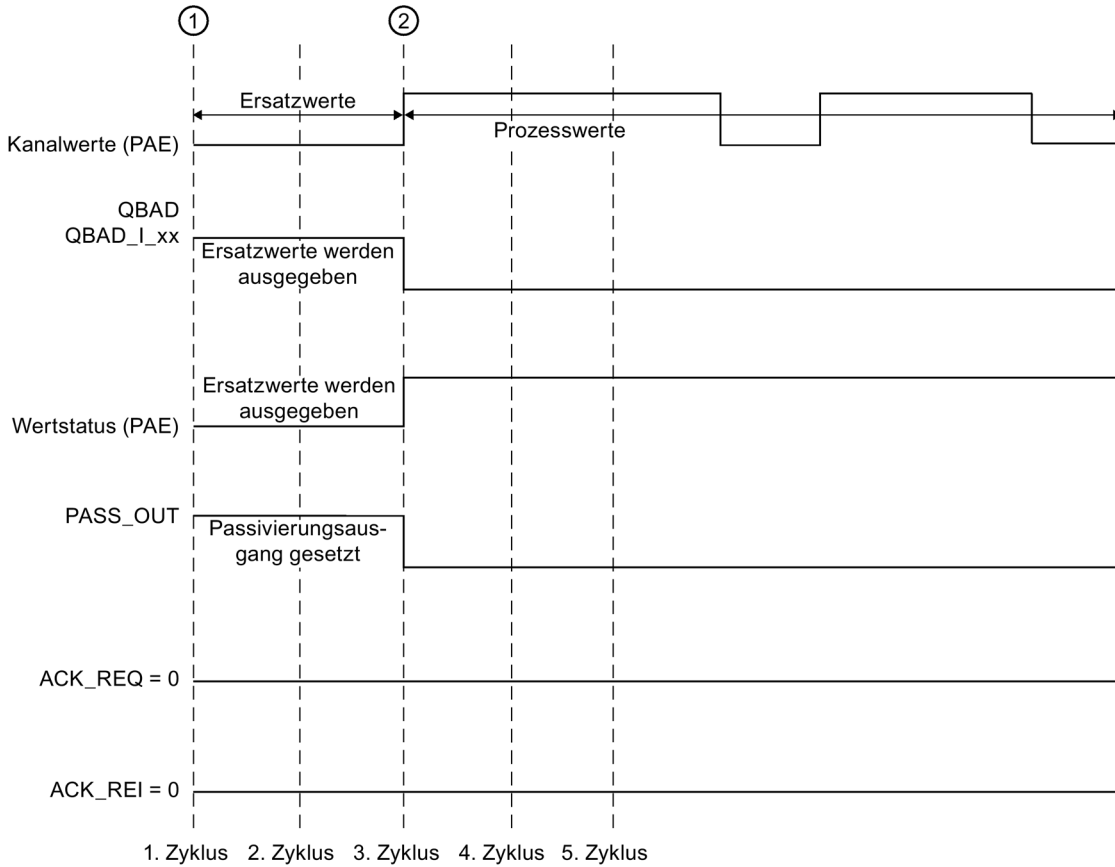 1
2
Ersatzwerte
Prozesswerte
Kanalwerte (PAE)
QBAD
QBAD_I_xx
Ersatzwerte werden
ausgegeben
Ersatzwerte werden
ausgegeben
Wertstatus (PAE)
PASS_OUT
Passivierungsaus-
gang gesetzt
ACK_REQ = 0
ACK_REI = 0
1. Zyklus 2. Zyklus 3. Zyklus 4. Zyklus 5. Zyklus